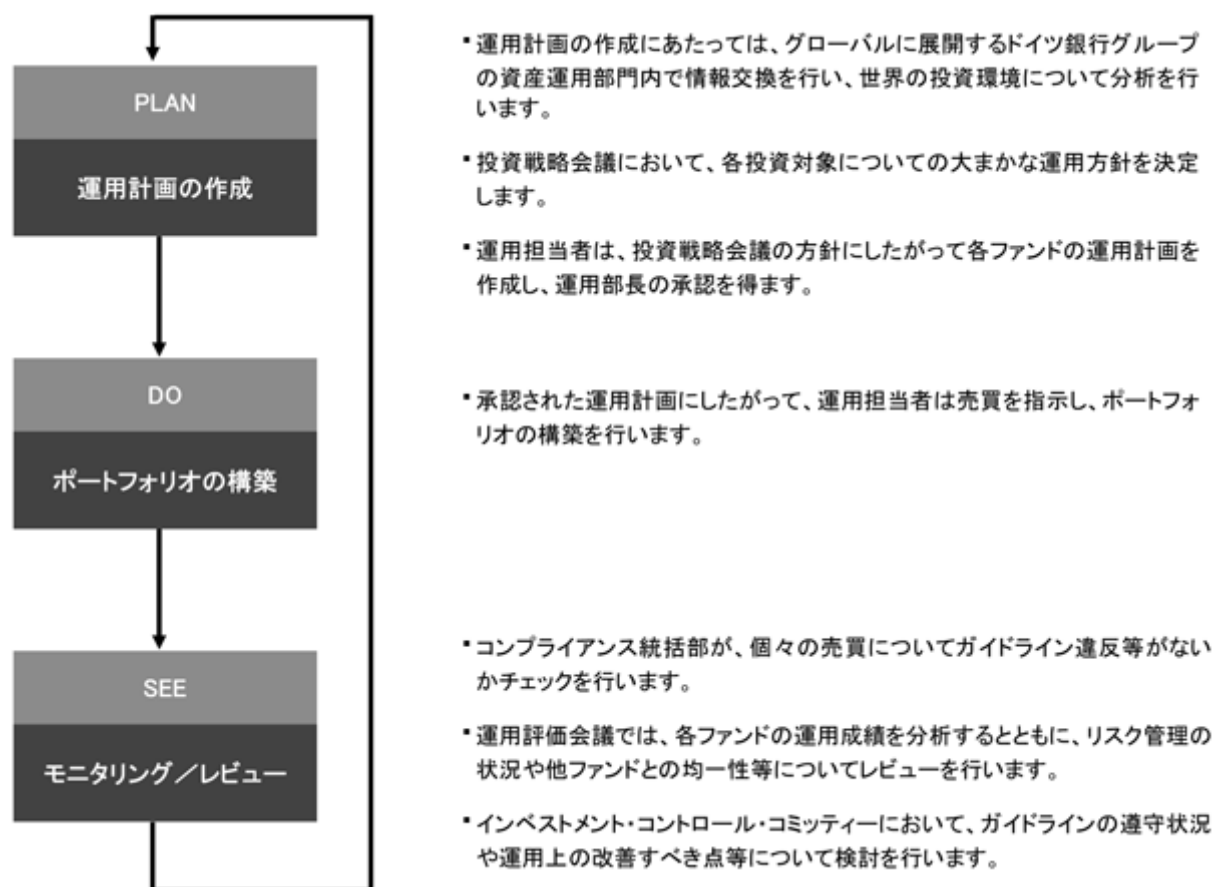 PLAN
運用計画の作成
▪運用計画の作成にあたっては、グローバルに展開するドイツ銀行グループ
の資産運用部門内で情報交換を行い、世界の投資環境について分析を行
います。
▪投資戦略会議において、各投資対象についての大まかな運用方針を決定
します。
▪運用担当者は、投資戦略会議の方針にしたがって各ファンドの運用計画を
作成し、運用部長の承認を得ます。
DO
ポートフォリオの構築
▪承認された運用計画にしたがって、運用担当者は売買を指示し、ポートフォ
リオの構築を行います。
SEE
モニタリング／レビュー
▪コンプライアンス統括部が、個々の売買についてガイドライン違反等がない
かチェックを行います。
▪運用評価会議では、各ファンドの運用成績を分析するとともに、リスク管理の
状況や他ファンドとの均一性等についてレビューを行います。
▪インベストメント・コントロール・コミッティーにおいて、ガイドラインの遵守状況
や運用上の改善すべき点等について検討を行います。